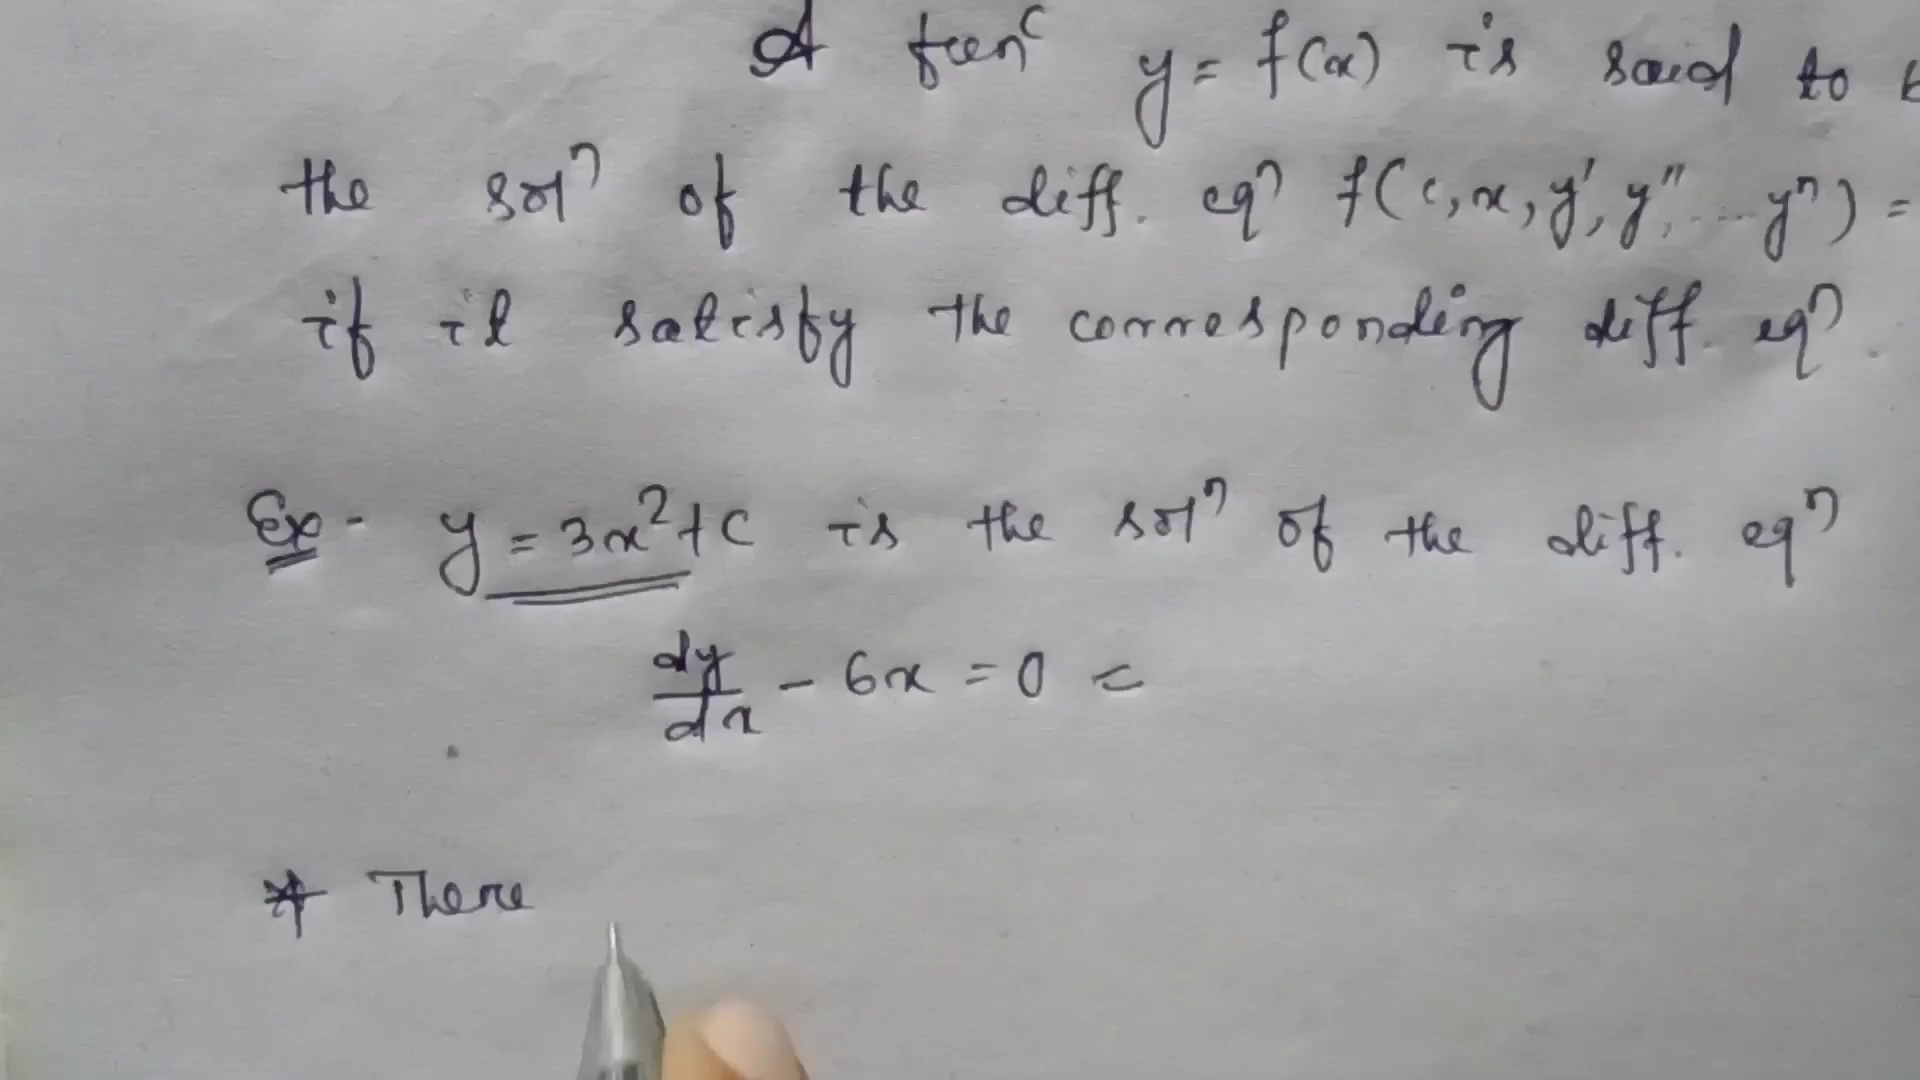 A funᶜ y = f(x) is said to b
the solⁿ of the diff. eqⁿ f(c, x, y', y'', ... yⁿ) =
if it satisfy the corresponding diff. eqⁿ.
Ex - y = 3x² + c is the solⁿ of the diff. eqⁿ
dy/dx - 6x = 0 =
* There